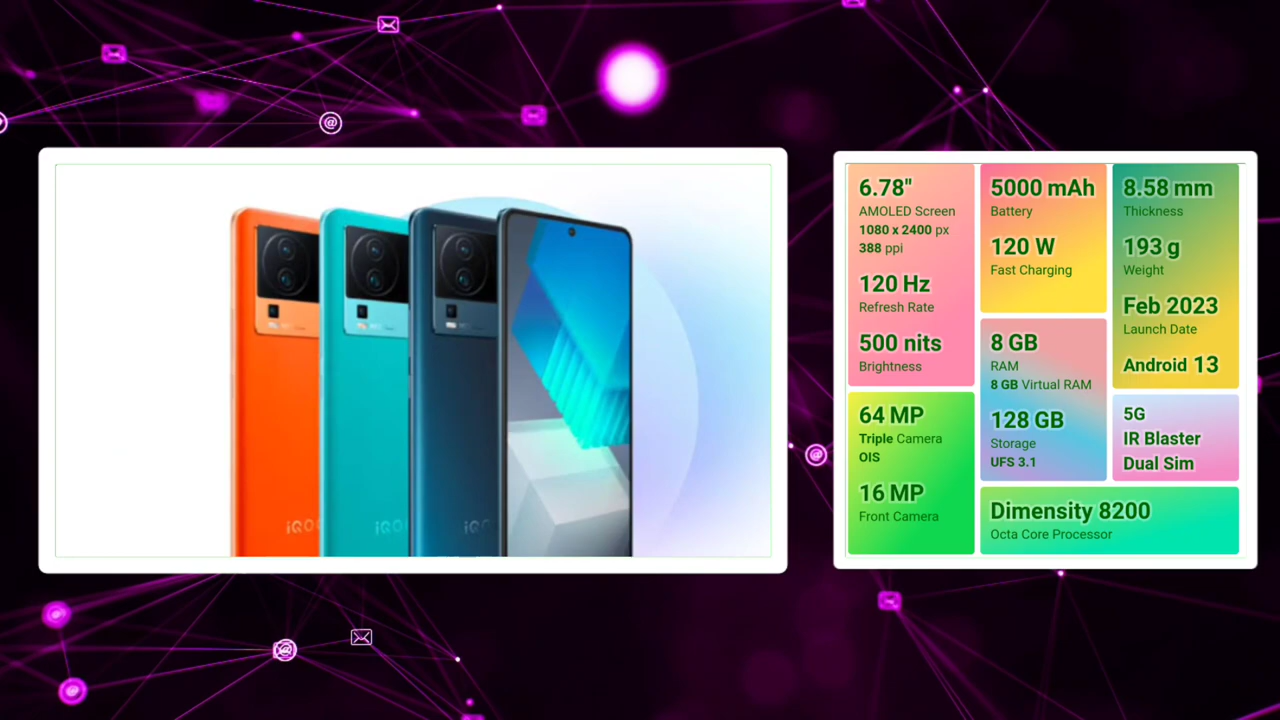 iQOO
iQO
iQO
6.78"
AMOLED Screen
1080 x 2400 px
388 ppi
120 Hz
Refresh Rate
500 nits
Brightness
64 MP
Triple Camera
OIS
16 MP
Front Camera
5000 mAh
Battery
120 W
Fast Charging
8 GB
RAM
8 GB Virtual RAM
128 GB
Storage
UFS 3.1
8.58 mm
Thickness
193 g
Weight
Feb 2023
Launch Date
Android 13
5G
IR Blaster
Dual Sim
Dimensity 8200
Octa Core Processor